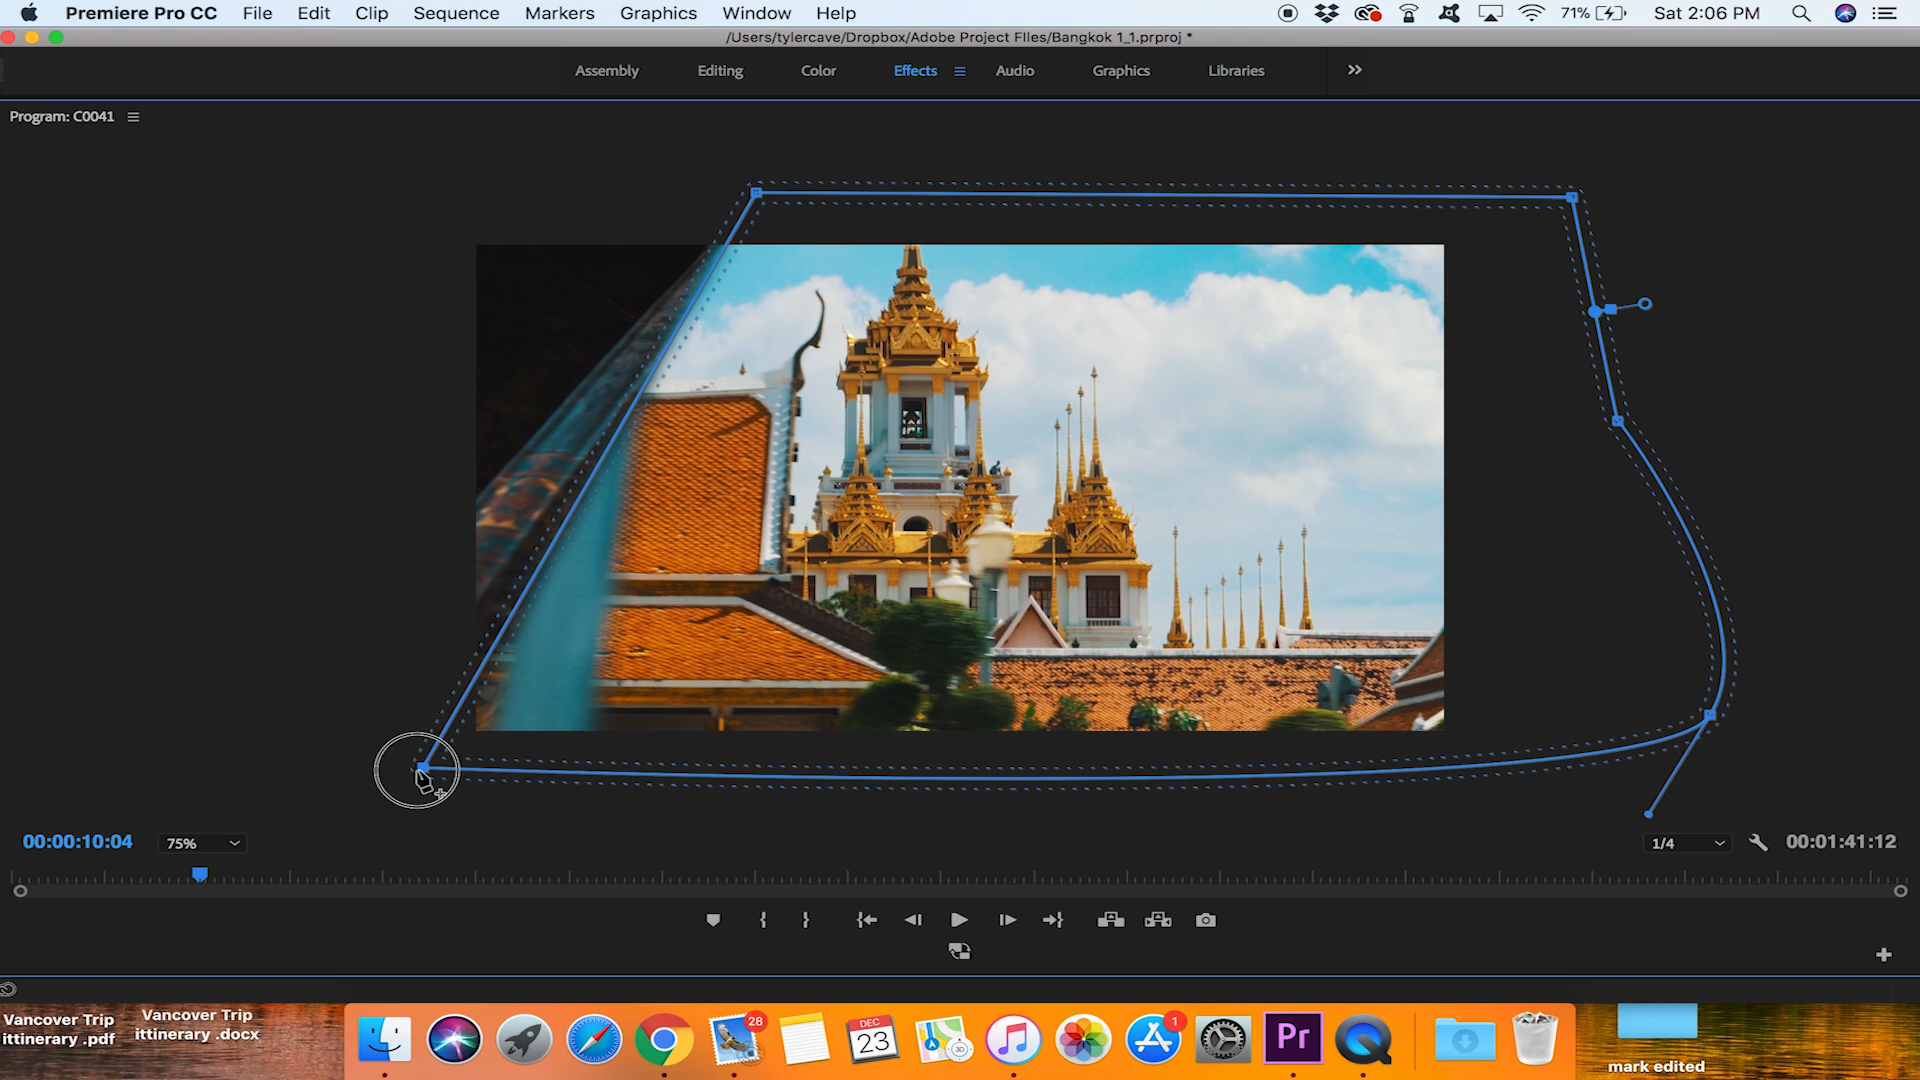 Premiere Pro CC File Edit Clip Sequence Markers Graphics Window Help 71% Sat 2:06 PM
/Users/tylercave/Dropbox/Adobe Project FIles/Bangkok 1_1.prproj *
Assembly Editing Color Effects Audio Graphics Libraries
Program: C0041
00:00:10:04 75% 1/4 00:01:41:12
Vancover Trip
ittinerary .pdf
Vancover Trip
ittinerary .docx
28
DEC
23
3D
1
Pr
mark edited